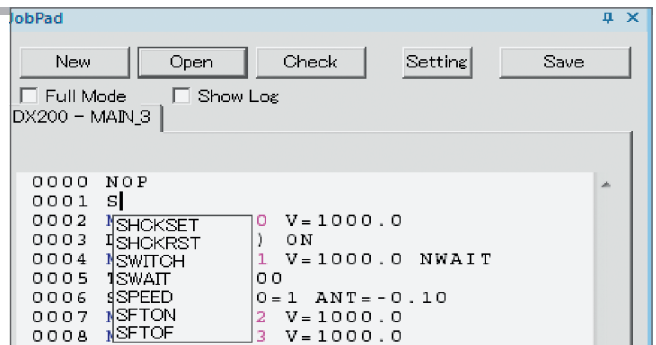 JobPad
New Open Check Setting Save
Full Mode Show Log
DX200 - MAIN_3
0000 NOP
0001 S
0002 0 V=1000.0
0003 ) ON
0004 1 V=1000.0 NWAIT
0005 00
0006 0=1 ANT=-0.10
0007 2 V=1000.0
0008 3 V=1000.0
SHCKSET
SHCKRST
SWITCH
SWAIT
SPEED
SFTON
SFTOF